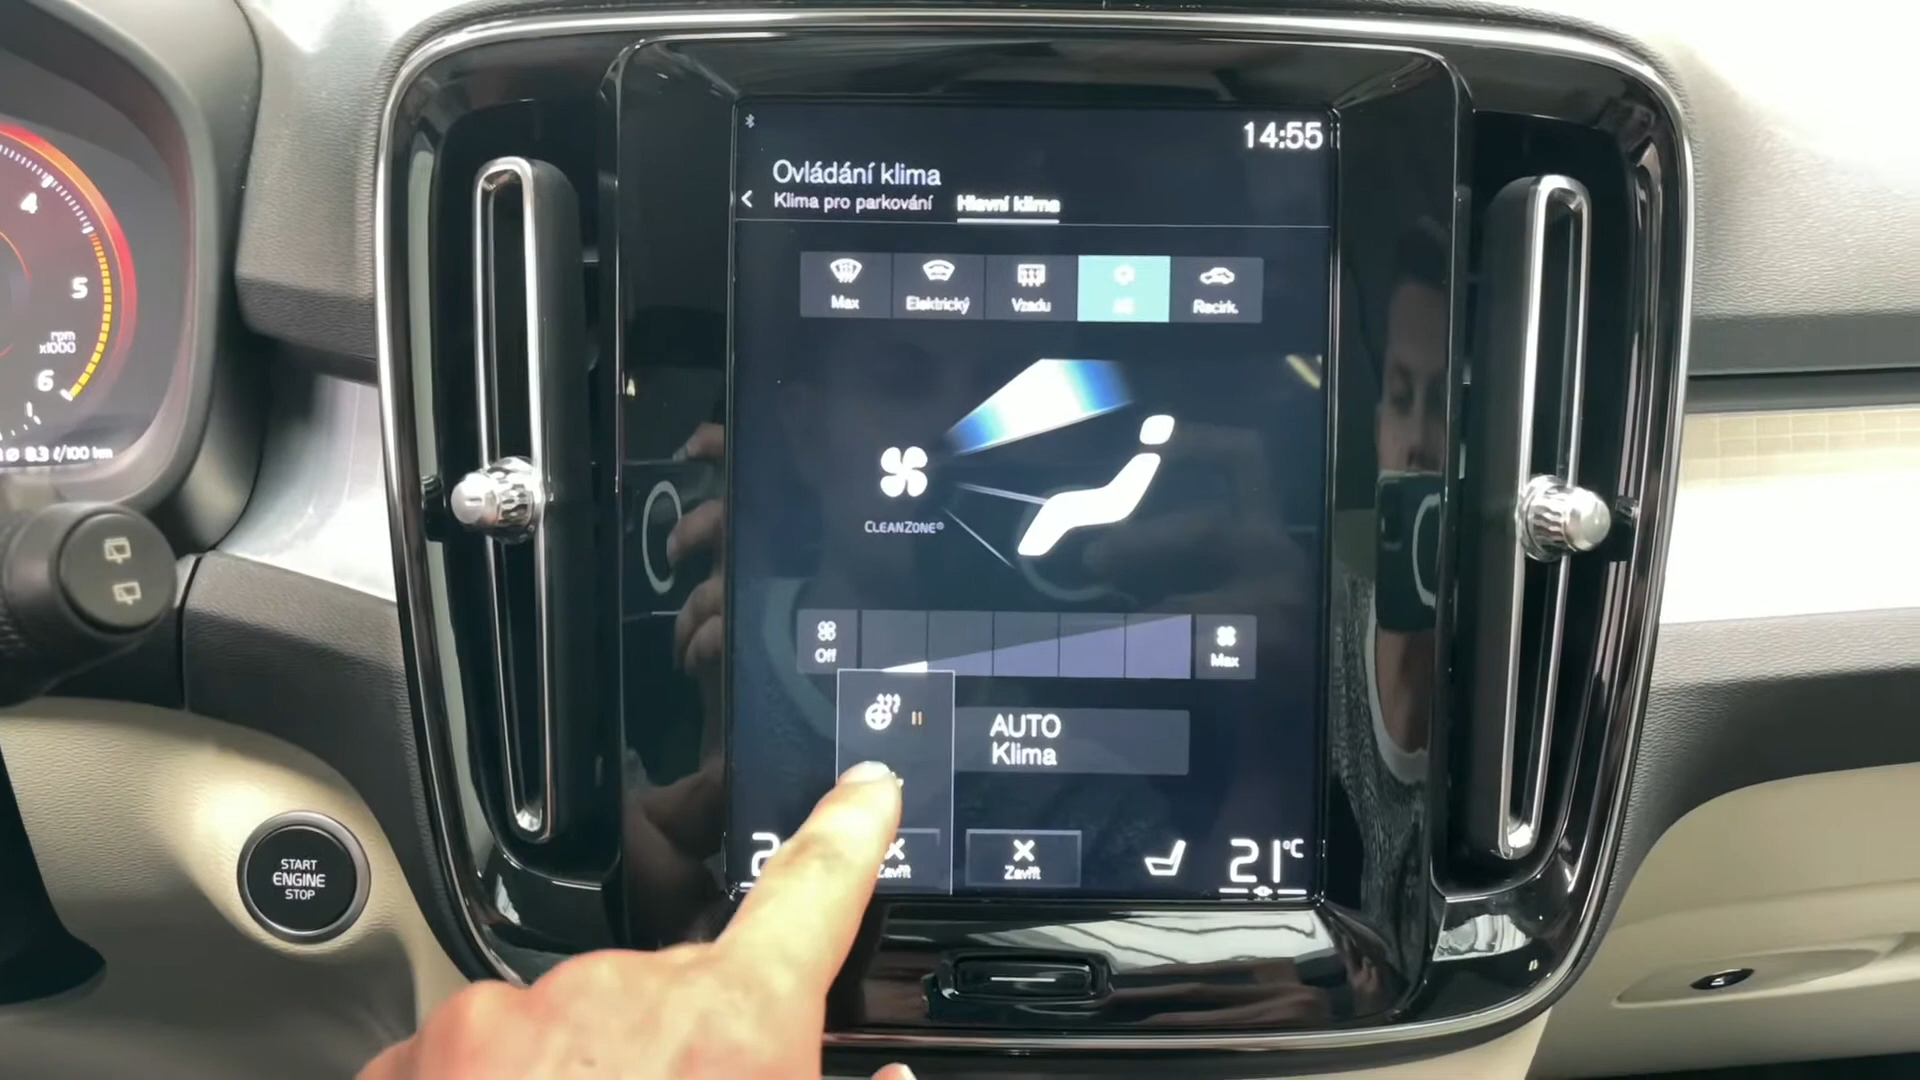 14:55
Ovládání klima
Klima pro parkování
Hlavní klima
Max
Elektrický
Vzadu
Recirk.
CLEANZONE®
Off
Max
AUTO
Klima
Zavřít
Zavřít
21°C
4
5
rpm
x1000
6
Ø 8.3 ℓ/100 km
START
ENGINE
STOP